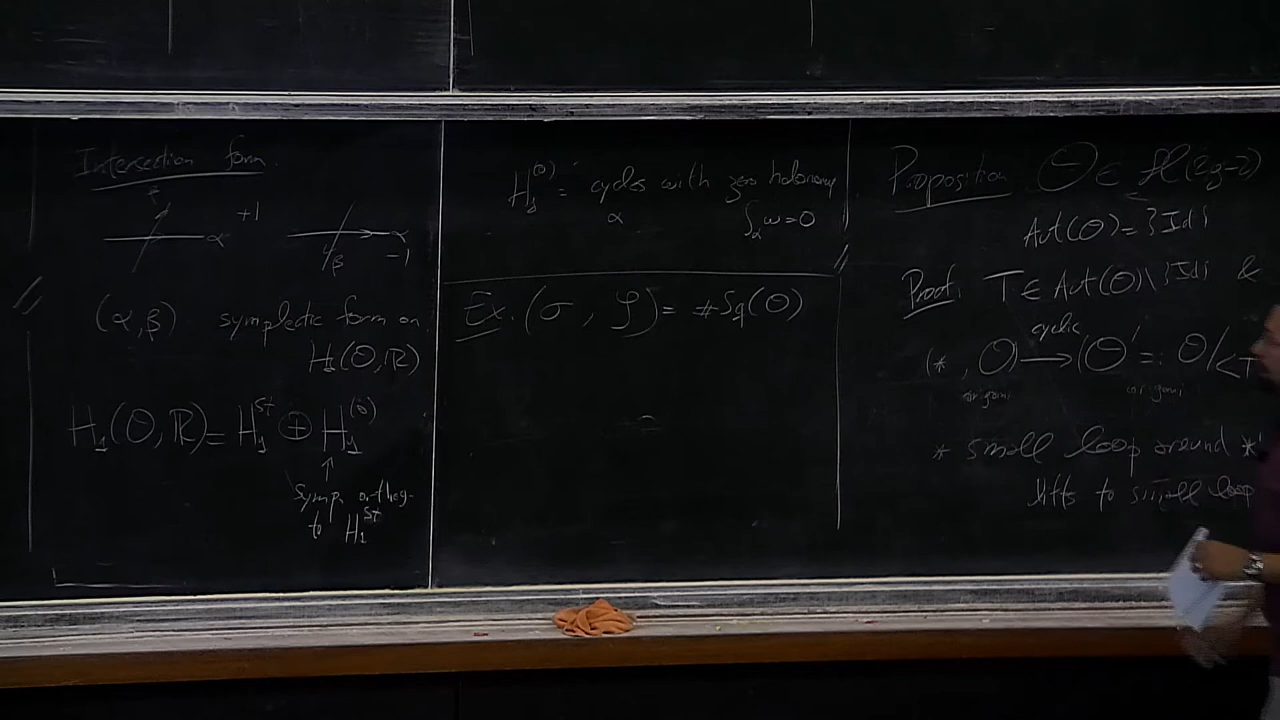 Intersection form.
+1
α
α
β
-1
(α,β) symplectic form on
H₁(Θ,ℝ)
H₁(Θ,ℝ) = H₁^st ⊕ H₁^(0)
↑
Symp. orthog.
to H₁^st
H₁^(0) = cycles with zero holonomy
α ∫_α ω=0
Ex. (σ, ζ) = #Sq(Θ)
Proposition Θ ∈ H(2g-2)
Aut(Θ)={Id}
Proof. T ∈ Aut(Θ)\{Id} &
cyclic
(*, Θ) ⟶ (Θ' =: Θ/<T
origami origami
* small loop around *'
lifts to small loop